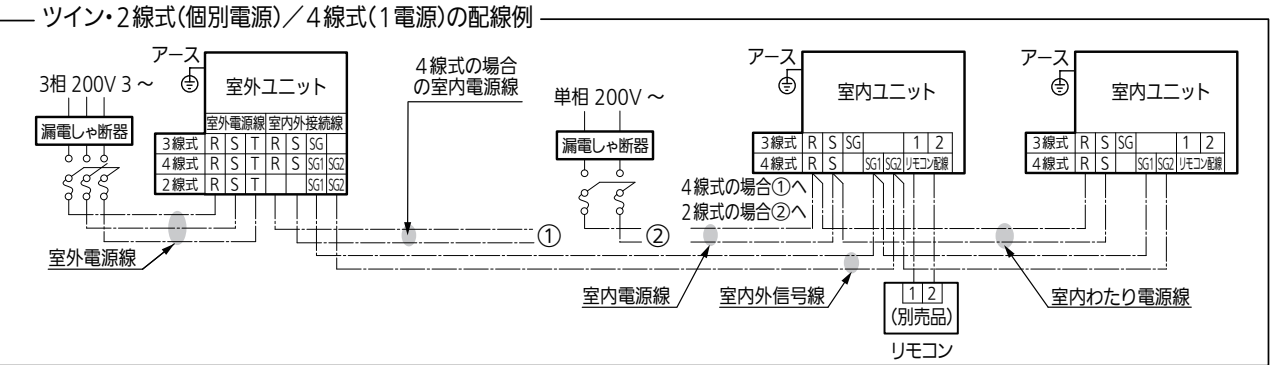 ツイン・2線式(個別電源)/4線式(1電源)の配線例
アース
3相 200V 3～
漏電しゃ断器
室外ユニット
室外電源線 室内外接続線
3線式 R S T R S SG
4線式 R S T R S SG1 SG2
2線式 R S T SG1 SG2
室外電源線
4線式の場合
の室内電源線
①
単相 200V～
漏電しゃ断器
②
4線式の場合①へ
2線式の場合②へ
アース
室内ユニット
3線式 R S SG 1 2
4線式 R S SG1 SG2 リモコン配線
アース
室内ユニット
3線式 R S SG 1 2
4線式 R S SG1 SG2 リモコン配線
室内電源線
室内外信号線
1 2
(別売品)
リモコン
室内わたり電源線